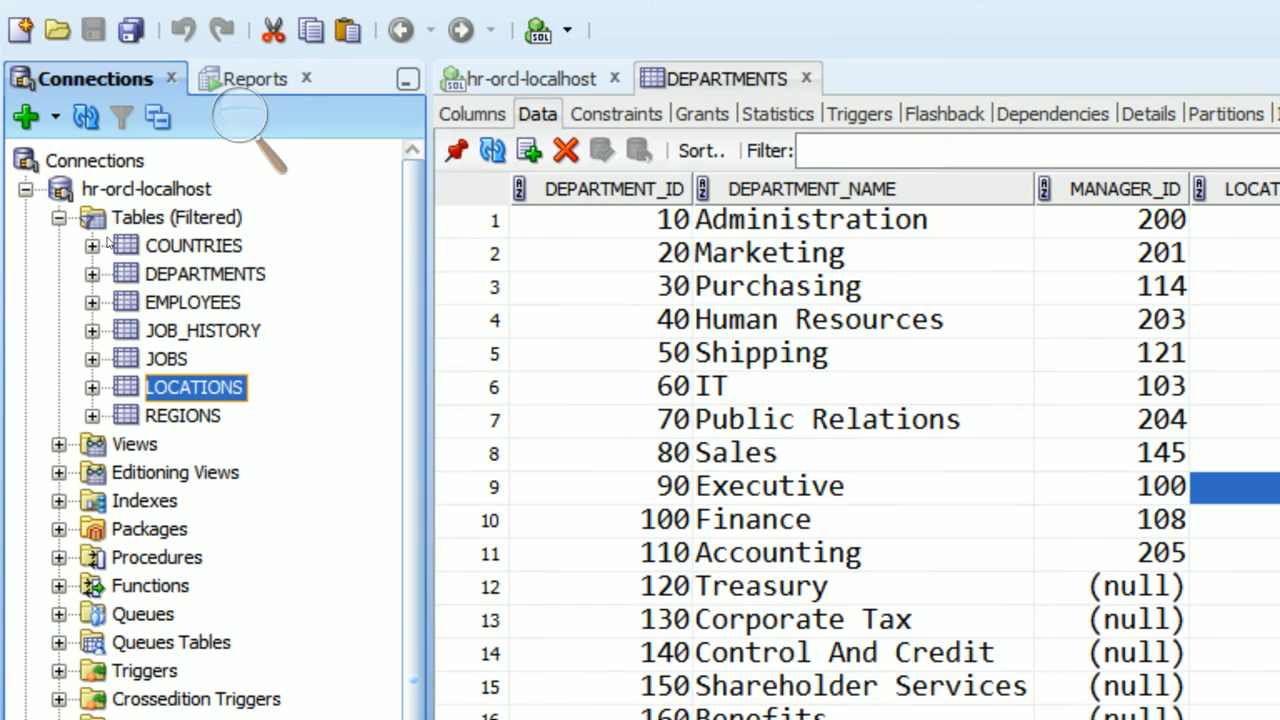 Connections
Reports
Connections
hr-orcl-localhost
Tables (Filtered)
COUNTRIES
DEPARTMENTS
EMPLOYEES
JOB_HISTORY
JOBS
LOCATIONS
REGIONS
Views
Editioning Views
Indexes
Packages
Procedures
Functions
Queues
Queues Tables
Triggers
Crossedition Triggers
hr-orcl-localhost
DEPARTMENTS
Columns Data Constraints Grants Statistics Triggers Flashback Dependencies Details Partitions
Sort.. Filter:
DEPARTMENT_ID DEPARTMENT_NAME MANAGER_ID LOCAT
1 10 Administration 200
2 20 Marketing 201
3 30 Purchasing 114
4 40 Human Resources 203
5 50 Shipping 121
6 60 IT 103
7 70 Public Relations 204
8 80 Sales 145
9 90 Executive 100
10 100 Finance 108
11 110 Accounting 205
12 120 Treasury (null)
13 130 Corporate Tax (null)
14 140 Control And Credit (null)
15 150 Shareholder Services (null)
16 160 Benefits (null)